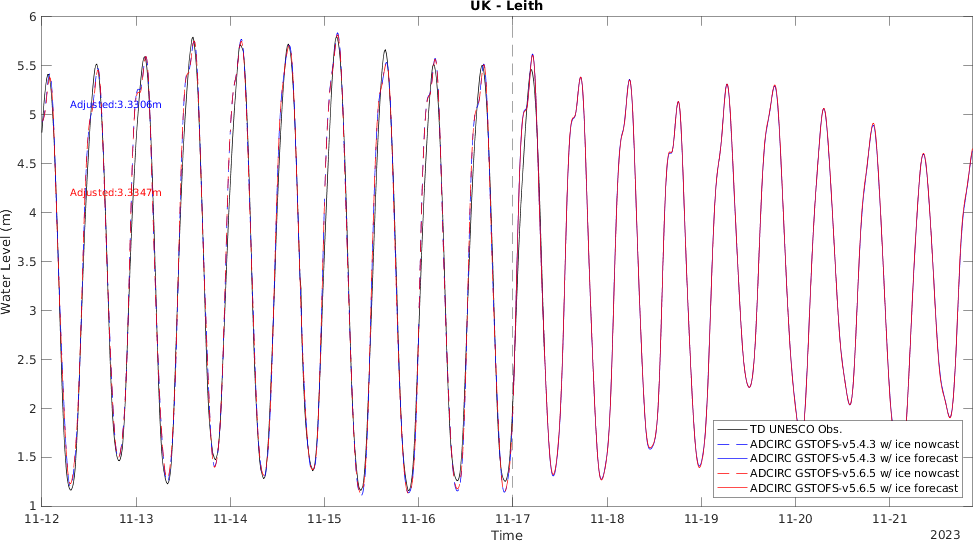 UK - Leith
6
5.5
5
4.5
4
3.5
3
2.5
2
1.5
1
Water Level (m)
Adjusted:3.3306m
Adjusted:3.3347m
TD UNESCO Obs.
ADCIRC GSTOFS-v5.4.3 w/ ice nowcast
ADCIRC GSTOFS-v5.4.3 w/ ice forecast
ADCIRC GSTOFS-v5.6.5 w/ ice nowcast
ADCIRC GSTOFS-v5.6.5 w/ ice forecast
11-12 11-13 11-14 11-15 11-16 11-17 11-18 11-19 11-20 11-21
Time
2023